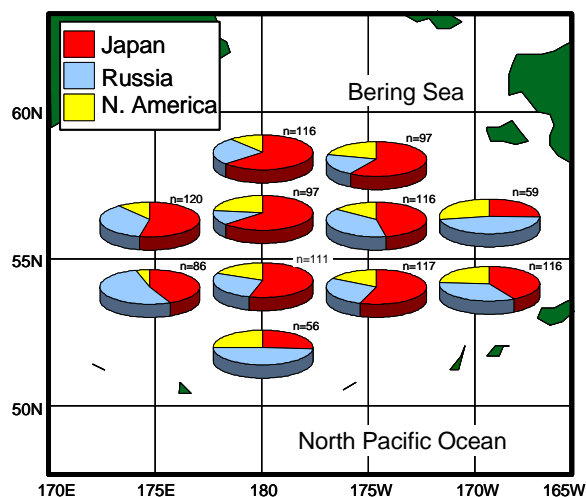 Japan
Russia
N. America
Bering Sea
60N
n=116
n=97
n=120
n=97
n=116
n=59
55N
n=86
n=111
n=117
n=116
n=56
50N
North Pacific Ocean
170E 175E 180 175W 170W 165W